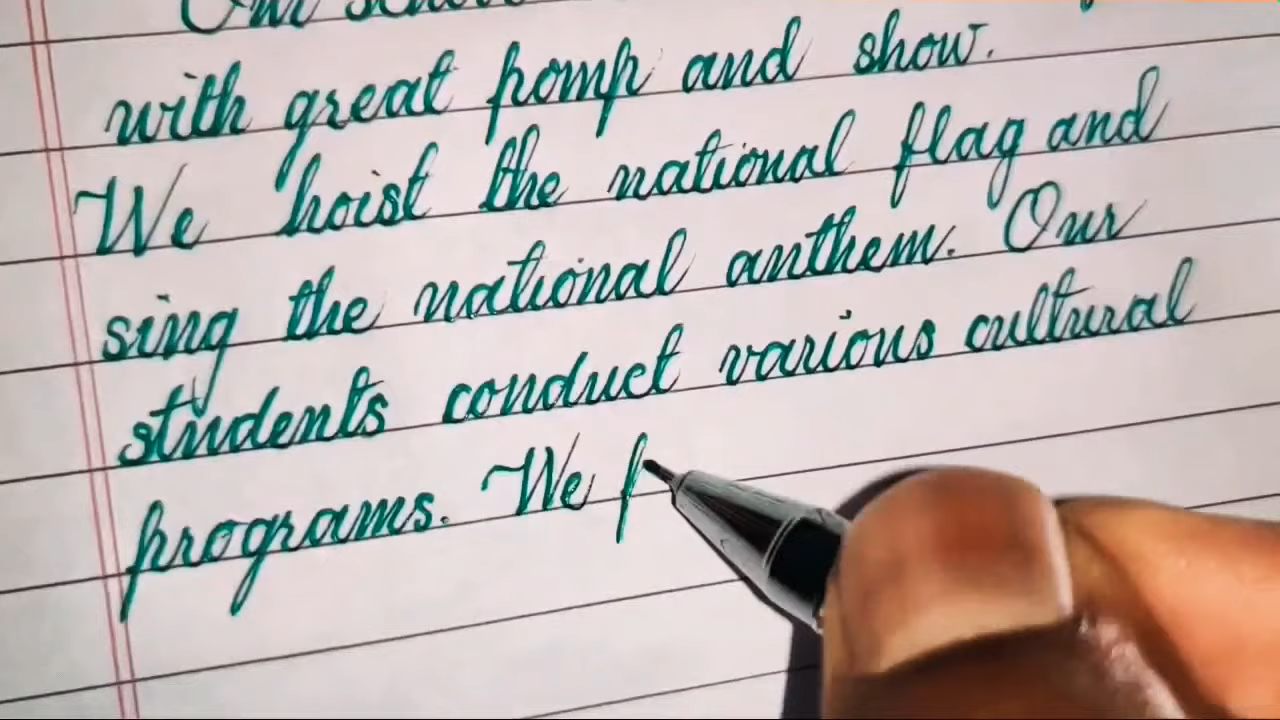 Our
with great pomp and show.
We hoist the national flag and
sing the national anthem. Our
students conduct various cultural
programs. We